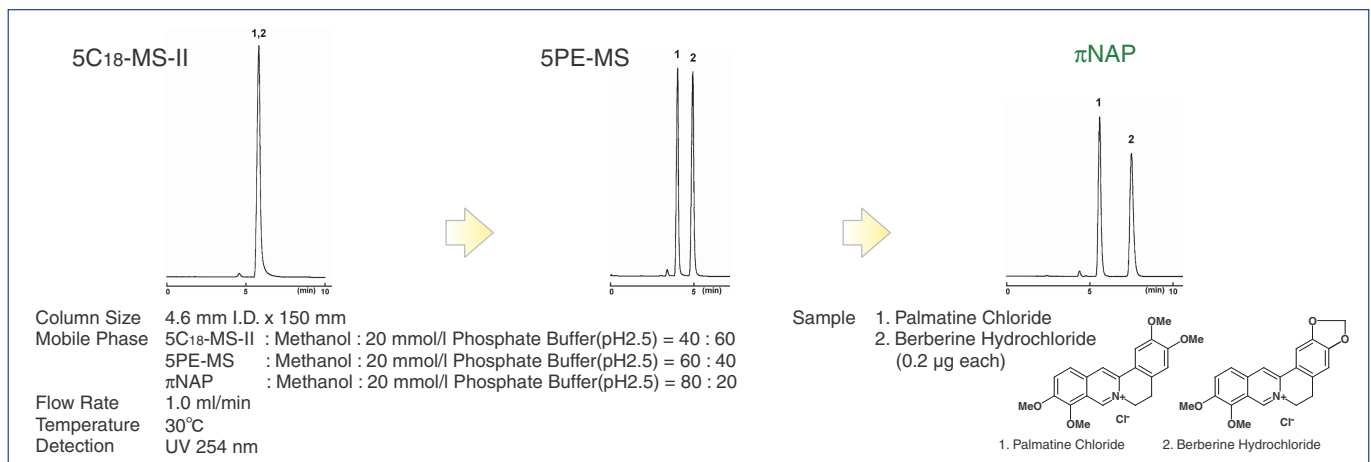 5C18-MS-II
1,2
0 5 (min) 10
5PE-MS
1 2
0 5 (min)
πNAP
1
2
0 5 (min) 10
Column Size 4.6 mm I.D. x 150 mm
Mobile Phase 5C18-MS-II : Methanol : 20 mmol/l Phosphate Buffer(pH2.5) = 40 : 60
5PE-MS : Methanol : 20 mmol/l Phosphate Buffer(pH2.5) = 60 : 40
πNAP : Methanol : 20 mmol/l Phosphate Buffer(pH2.5) = 80 : 20
Flow Rate 1.0 ml/min
Temperature 30°C
Detection UV 254 nm
Sample 1. Palmatine Chloride
2. Berberine Hydrochloride
(0.2 µg each)
OMe
OMe
MeO
OMe
N+
Cl-
1. Palmatine Chloride
O
O
MeO
OMe
N+
Cl-
2. Berberine Hydrochloride